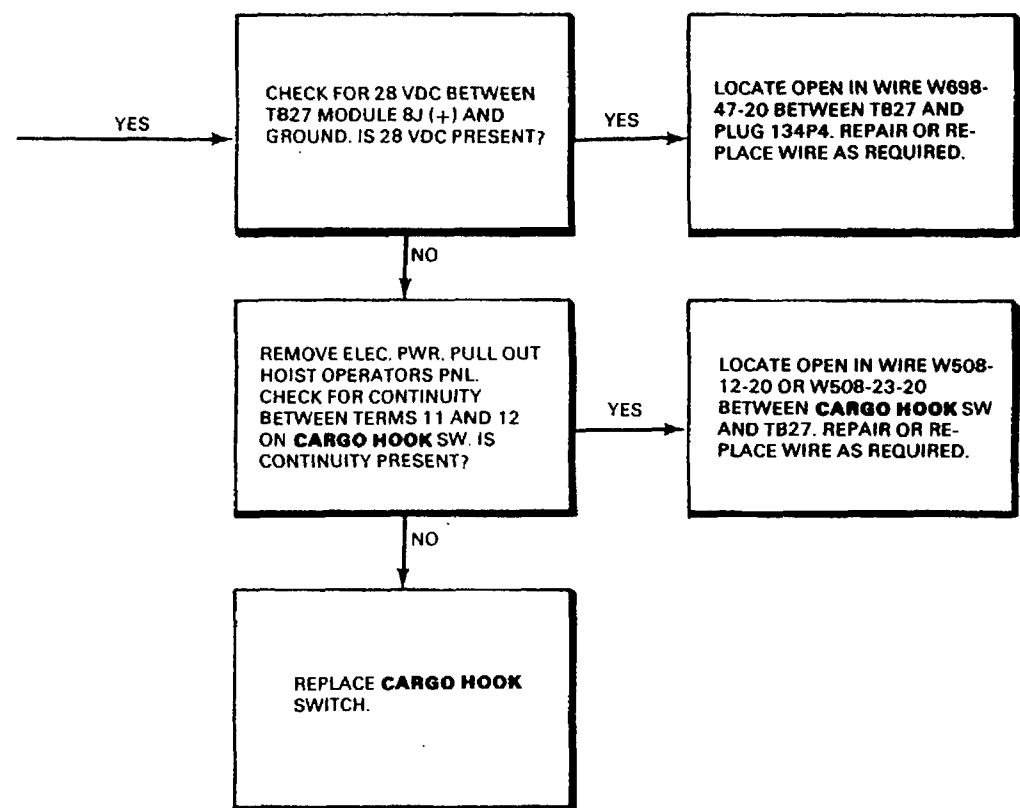 YES
CHECK FOR 28 VDC BETWEEN
TB27 MODULE 8J (+) AND
GROUND. IS 28 VDC PRESENT?
YES
LOCATE OPEN IN WIRE W698-
47-20 BETWEEN TB27 AND
PLUG 134P4. REPAIR OR RE-
PLACE WIRE AS REQUIRED.
NO
REMOVE ELEC. PWR. PULL OUT
HOIST OPERATORS PNL.
CHECK FOR CONTINUITY
BETWEEN TERMS 11 AND 12
ON CARGO HOOK SW. IS
CONTINUITY PRESENT?
YES
LOCATE OPEN IN WIRE W508-
12-20 OR W508-23-20
BETWEEN CARGO HOOK SW
AND TB27. REPAIR OR RE-
PLACE WIRE AS REQUIRED.
NO
REPLACE CARGO HOOK
SWITCH.